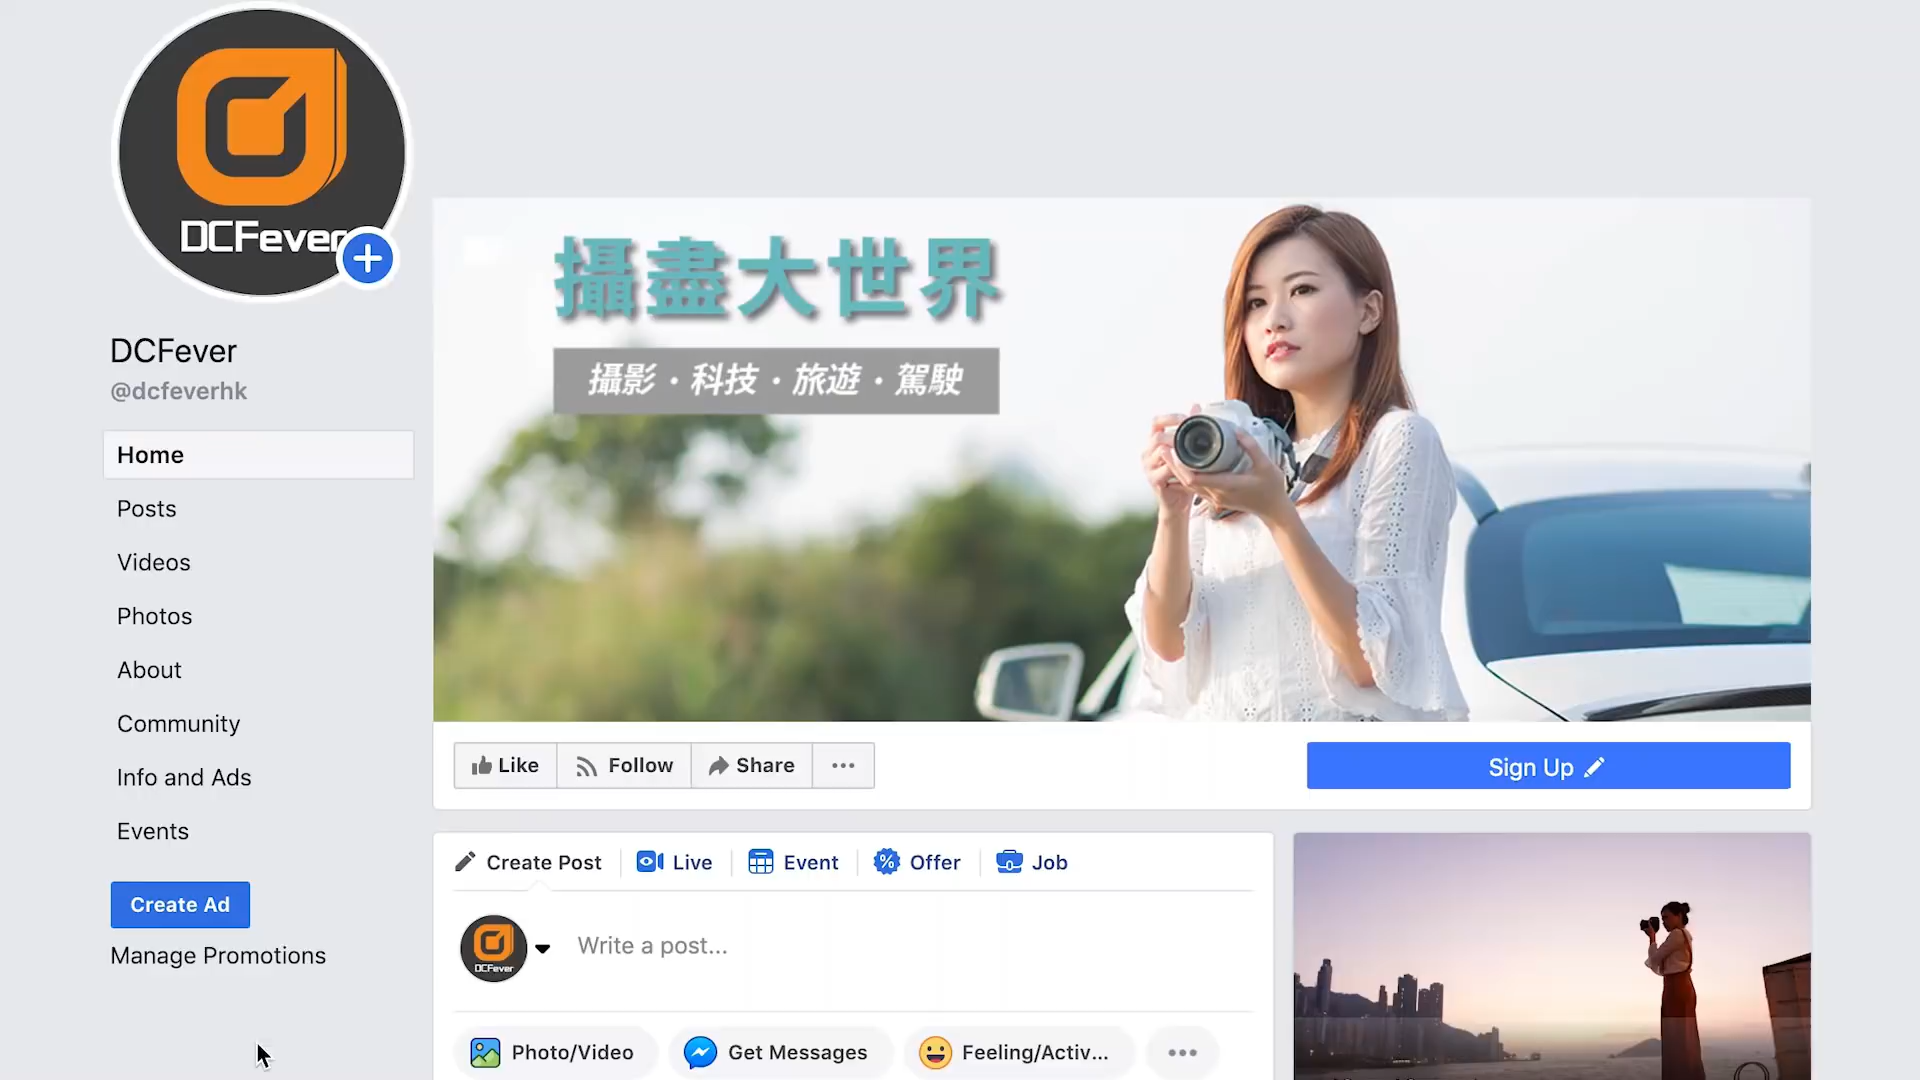 DCFever
DCFever
@dcfeverhk
Home
Posts
Videos
Photos
About
Community
Info and Ads
Events
Create Ad
Manage Promotions
攝盡大世界
攝影・科技・旅遊・駕駛
Like
Follow
Share
Sign Up
Create Post
Live
Event
Offer
Job
DCFever
Write a post...
Photo/Video
Get Messages
Feeling/Activ...